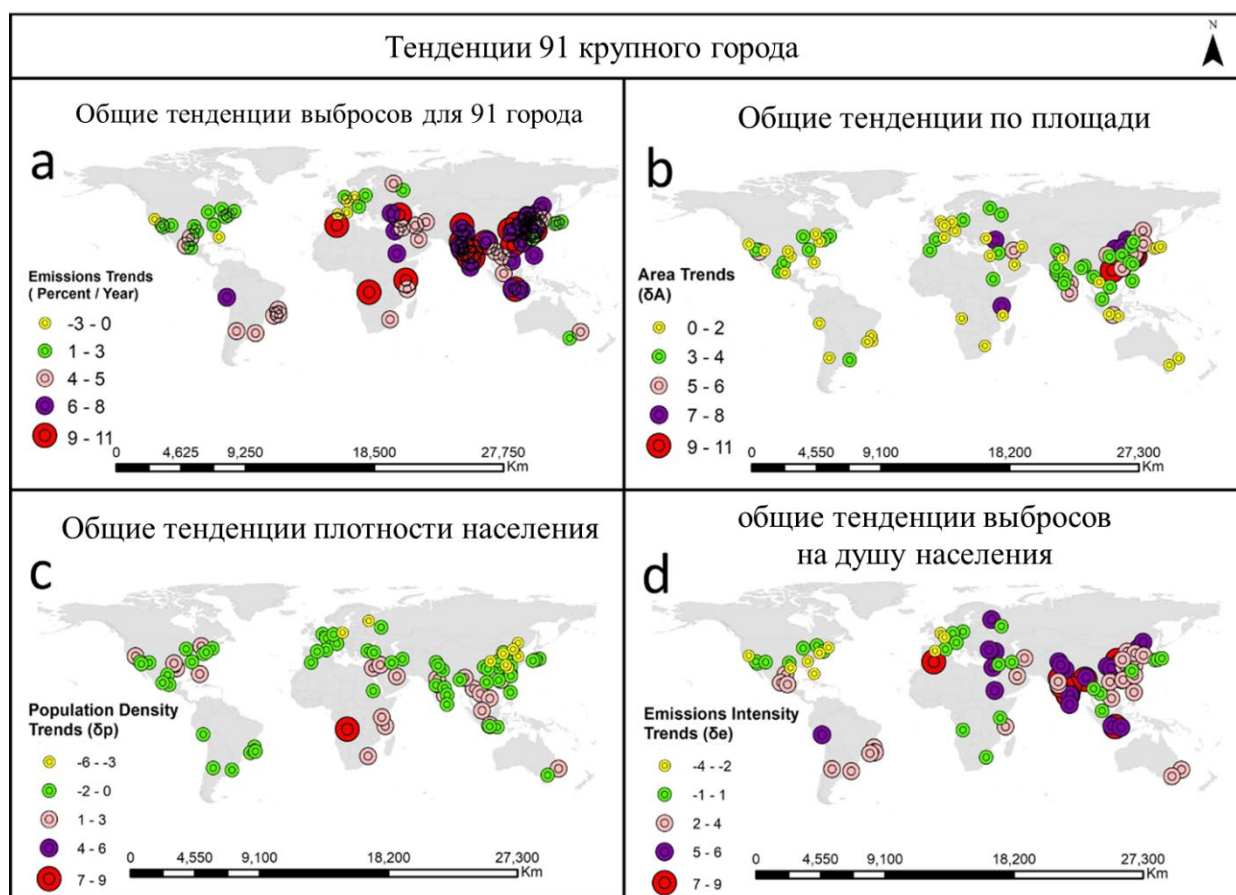 Тенденции 91 крупного города
N
Общие тенденции выбросов для 91 города
a
Emissions Trends
( Percent / Year)
-3 - 0
1 - 3
4 - 5
6 - 8
9 - 11
0 4,625 9,250 18,500 27,750
Km
Общие тенденции по площади
b
Area Trends
(δA)
0 - 2
3 - 4
5 - 6
7 - 8
9 - 11
0 4,550 9,100 18,200 27,300
Km
Общие тенденции плотности населения
c
Population Density
Trends (δp)
-6 - -3
-2 - 0
1 - 3
4 - 6
7 - 9
0 4,550 9,100 18,200 27,300
Km
общие тенденции выбросов
на душу населения
d
Emissions Intensity
Trends (δe)
-4 - -2
-1 - 1
2 - 4
5 - 6
7 - 9
0 4,550 9,100 18,200 27,300
Km